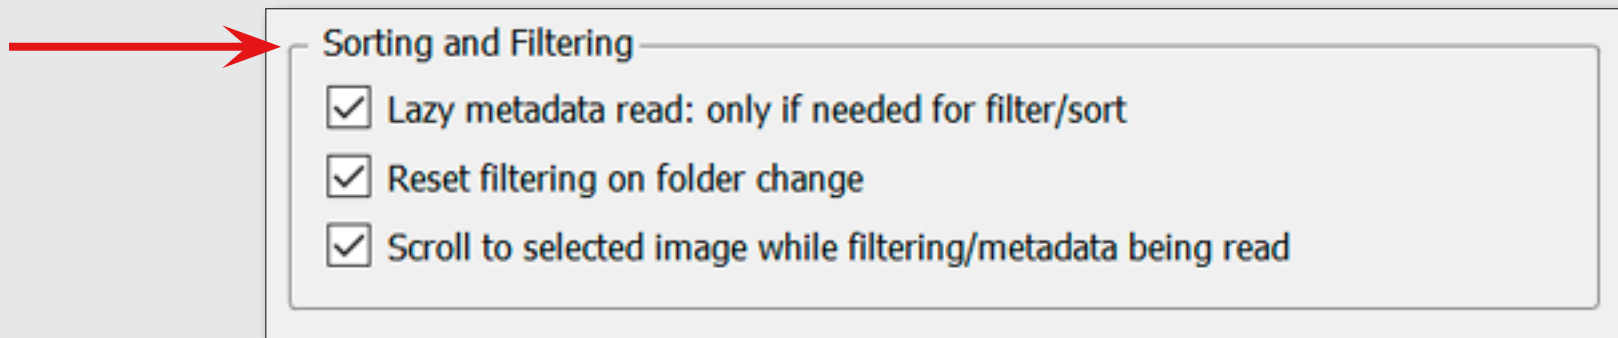 Sorting and Filtering
Lazy metadata read: only if needed for filter/sort
Reset filtering on folder change
Scroll to selected image while filtering/metadata being read